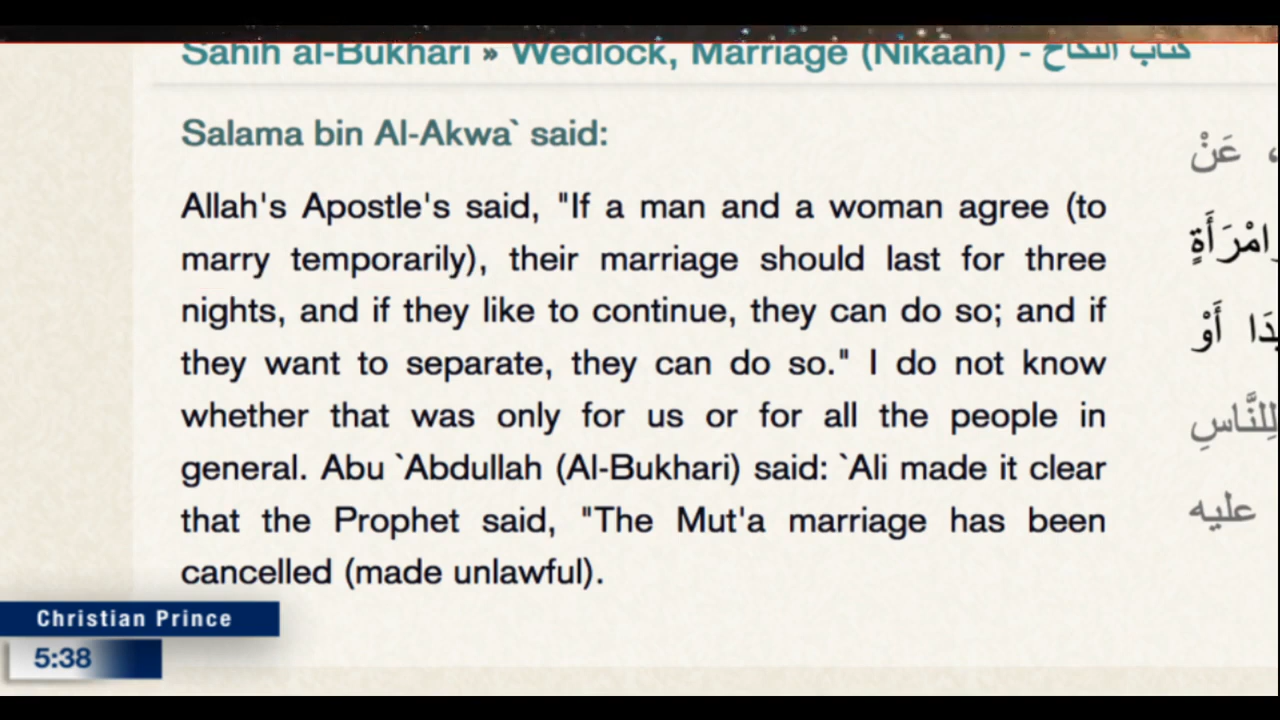 Sahih al-Bukhari » Wedlock, Marriage (Nikaah) - كتاب النكاح
Salama bin Al-Akwa` said:
Allah's Apostle's said, "If a man and a woman agree (to
marry temporarily), their marriage should last for three
nights, and if they like to continue, they can do so; and if
they want to separate, they can do so." I do not know
whether that was only for us or for all the people in
general. Abu `Abdullah (Al-Bukhari) said: `Ali made it clear
that the Prophet said, "The Mut'a marriage has been
cancelled (made unlawful).
، عَنْ
امْرَأَةٍ
أَوْ
لِلنَّاسِ
عليه
Christian Prince
5:38